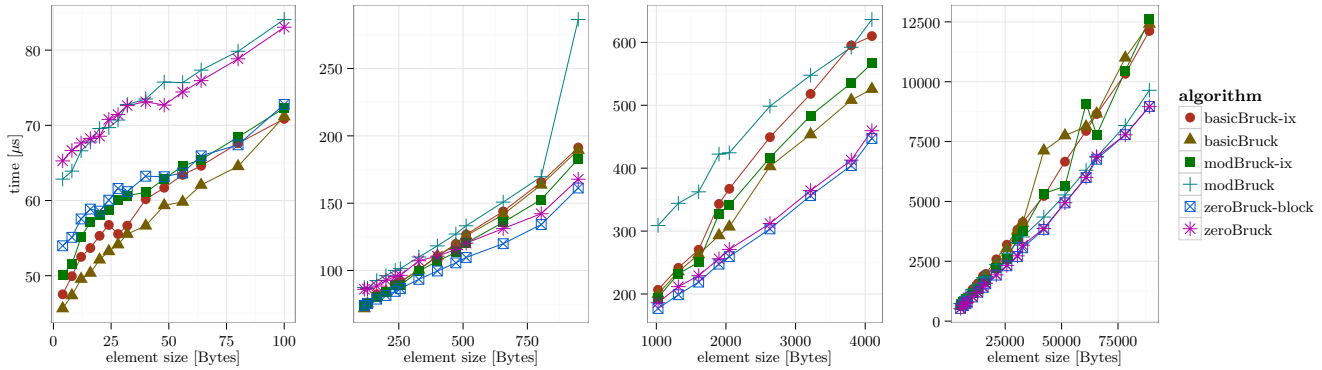 time [μs]
80
70
60
50
0
25
50
75
100
element size [Bytes]
250
200
150
100
250
500
750
element size [Bytes]
600
500
400
300
200
1000
2000
3000
4000
element size [Bytes]
12500
10000
7500
5000
2500
0
25000
50000
75000
element size [Bytes]
algorithm
basicBruck-ix
basicBruck
modBruck-ix
modBruck
zeroBruck-block
zeroBruck